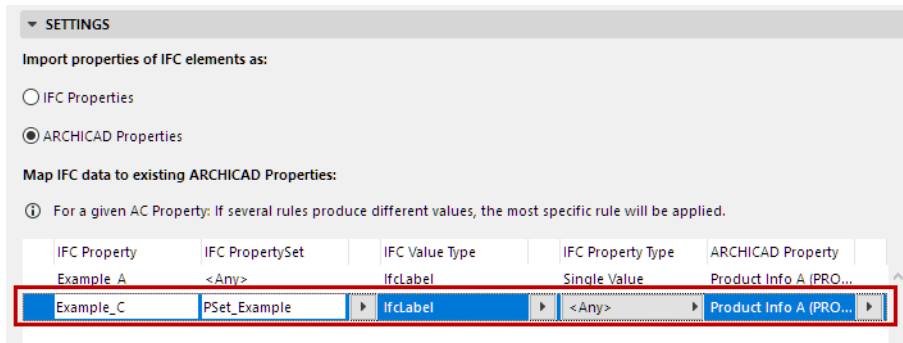 SETTINGS
Import properties of IFC elements as:
IFC Properties
ARCHICAD Properties
Map IFC data to existing ARCHICAD Properties:
For a given AC Property: If several rules produce different values, the most specific rule will be applied.
IFC Property IFC PropertySet IFC Value Type IFC Property Type ARCHICAD Property
Example_A <Any> IfcLabel Single Value Product Info A (PRO...
Example_C PSet_Example IfcLabel <Any> Product Info A (PRO...